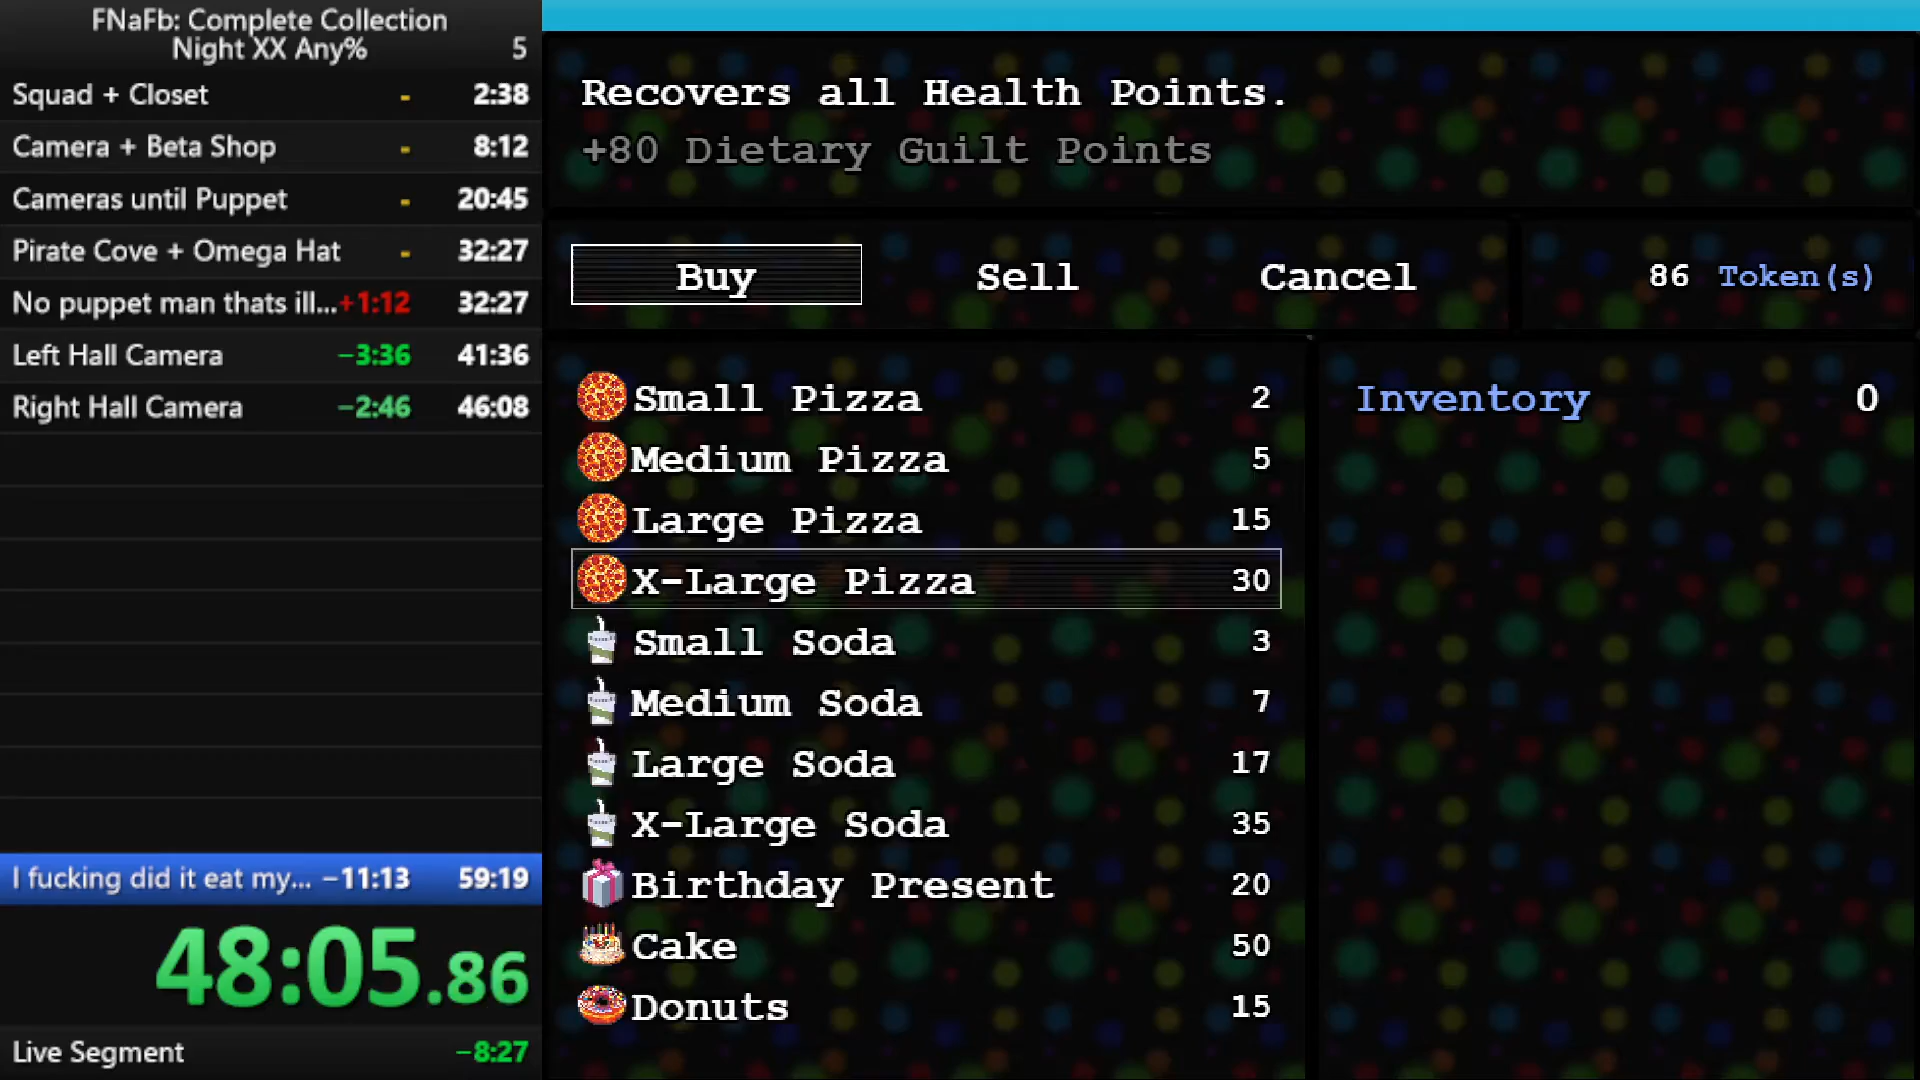 FNaFb: Complete Collection
Night XX Any% 5
Squad + Closet - 2:38
Camera + Beta Shop - 8:12
Cameras until Puppet - 20:45
Pirate Cove + Omega Hat - 32:27
No puppet man thats ill... +1:12 32:27
Left Hall Camera −3:36 41:36
Right Hall Camera −2:46 46:08
I fucking did it eat my... −11:13 59:19
48:05.86
Live Segment −8:27
Recovers all Health Points.
+80 Dietary Guilt Points
Buy Sell Cancel 86 Token(s)
Small Pizza 2
Medium Pizza 5
Large Pizza 15
X-Large Pizza 30
Small Soda 3
Medium Soda 7
Large Soda 17
X-Large Soda 35
Birthday Present 20
Cake 50
Donuts 15
Inventory 0